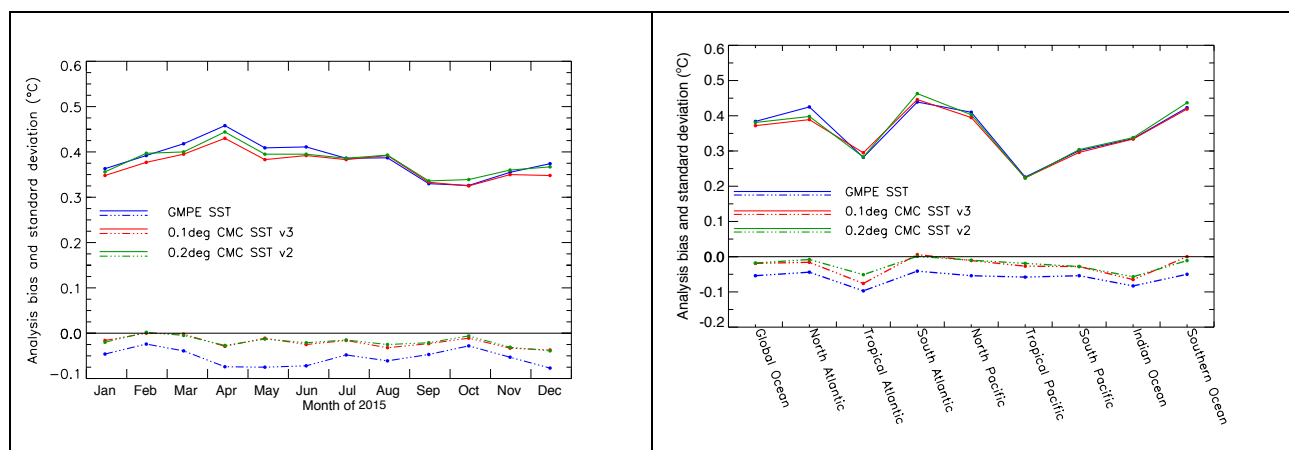 Analysis bias and standard deviation (°C)
0.6
0.5
0.4
0.3
0.2
0.1
0.0
−0.1
GMPE SST
0.1deg CMC SST v3
0.2deg CMC SST v2
Jan Feb Mar Apr May Jun Jul Aug Sep Oct Nov Dec
Month of 2015
Analysis bias and standard deviation (°C)
0.6
0.5
0.4
0.3
0.2
0.1
0.0
−0.1
−0.2
GMPE SST
0.1deg CMC SST v3
0.2deg CMC SST v2
Global Ocean
North Atlantic
Tropical Atlantic
South Atlantic
North Pacific
Tropical Pacific
South Pacific
Indian Ocean
Southern Ocean